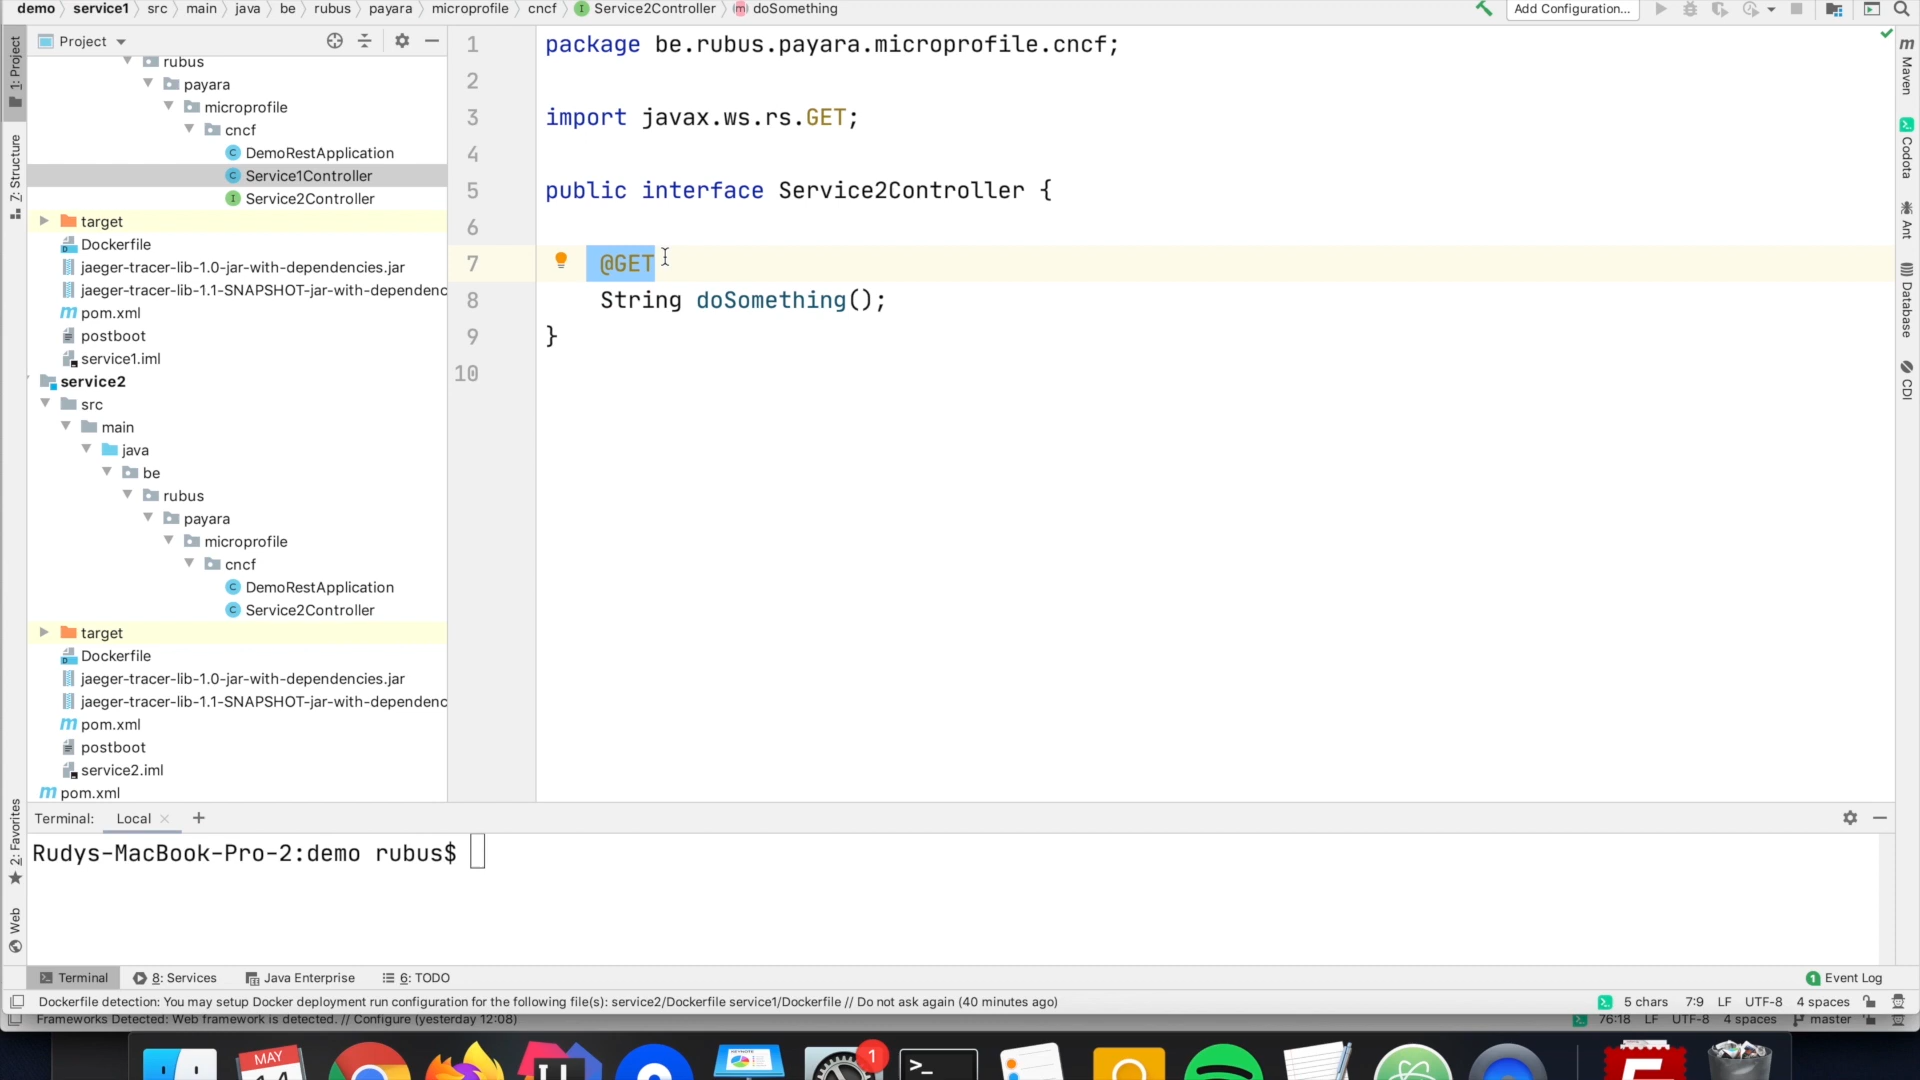 demo service1 src main java be rubus payara microprofile cncf Service2Controller doSomething
Add Configuration...
Project
rubus
payara
microprofile
cncf
DemoRestApplication
Service1Controller
Service2Controller
target
Dockerfile
jaeger-tracer-lib-1.0-jar-with-dependencies.jar
jaeger-tracer-lib-1.1-SNAPSHOT-jar-with-dependenc
pom.xml
postboot
service1.iml
service2
src
main
java
be
rubus
payara
microprofile
cncf
DemoRestApplication
Service2Controller
target
Dockerfile
jaeger-tracer-lib-1.0-jar-with-dependencies.jar
jaeger-tracer-lib-1.1-SNAPSHOT-jar-with-dependenc
pom.xml
postboot
service2.iml
pom.xml
1: Project
7: Structure
2: Favorites
Web
1 package be.rubus.payara.microprofile.cncf;
2
3 import javax.ws.rs.GET;
4
5 public interface Service2Controller {
6
7 @GET
8 String doSomething();
9 }
10
Maven
Codota
Ant
Database
CDI
Terminal: Local
Rudys-MacBook-Pro-2:demo rubus$
Terminal 8: Services Java Enterprise 6: TODO
1 Event Log
Dockerfile detection: You may setup Docker deployment run configuration for the following file(s): service2/Dockerfile service1/Dockerfile // Do not ask again (40 minutes ago)
5 chars 7:9 LF UTF-8 4 spaces
Frameworks Detected: Web framework is detected. // Configure (yesterday 12:08)
76:18 LF UTF-8 4 spaces master
MAY
KEYNOTE
1